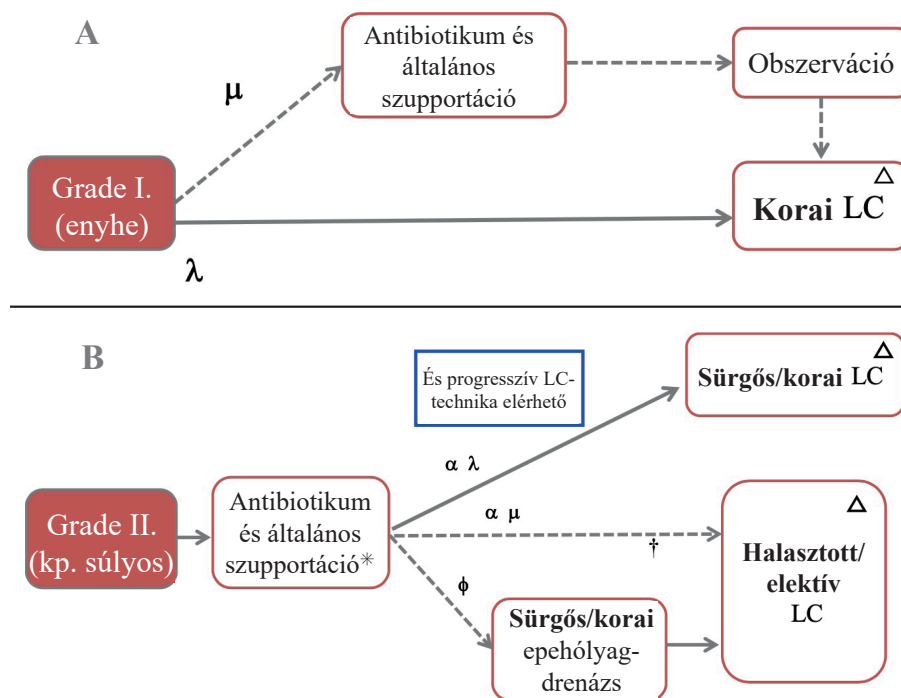 A
Antibiotikum és
általános
szupportáció
Obszerváció
μ
Grade I.
(enyhe)
△
Korai LC
λ
B
És progresszív LC-
technika elérhető
△
Sürgős/korai LC
α λ
Antibiotikum
és általános
szupportáció*
Grade II.
(kp. súlyos)
α μ
†
△
Halasztott/
elektív
LC
ϕ
Sürgős/korai
epehólyag-
drenázs